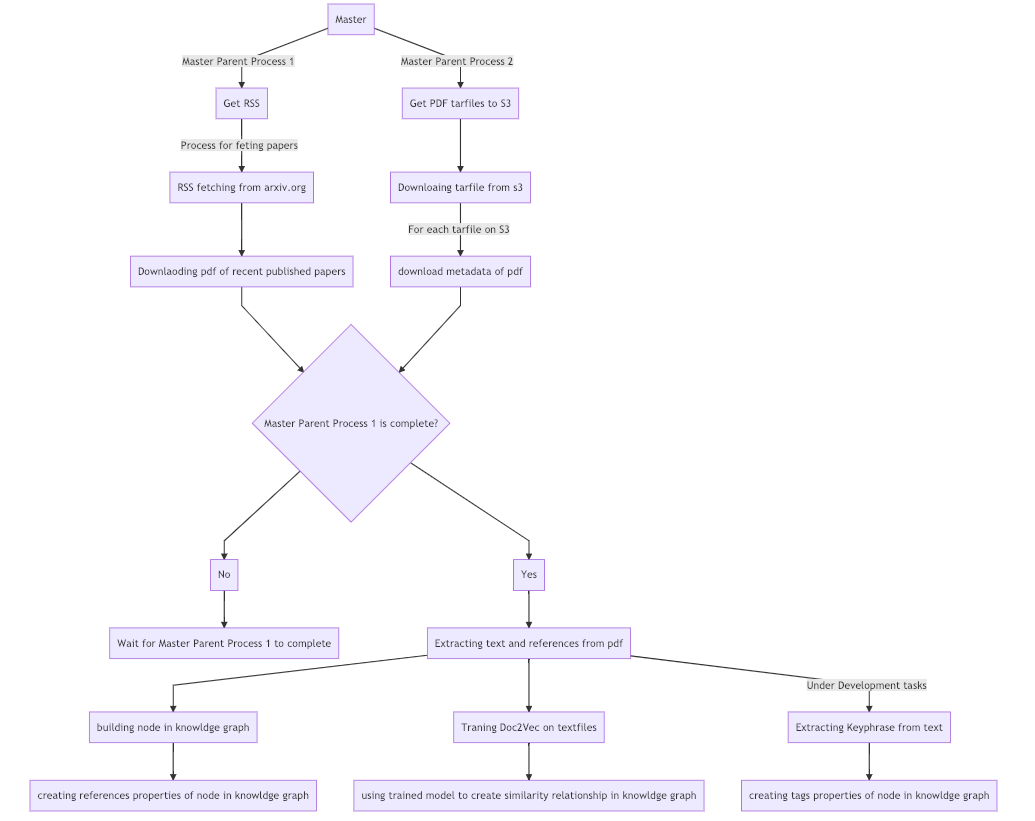 Master
Master Parent Process 1
Master Parent Process 2
Get RSS
Get PDF tarfiles to S3
Process for feting papers
RSS fetching from arxiv.org
Downloaing tarfile from s3
For each tarfile on S3
Downlaoding pdf of recent published papers
download metadata of pdf
Master Parent Process 1 is complete?
No
Yes
Wait for Master Parent Process 1 to complete
Extracting text and references from pdf
Under Development tasks
building node in knowldge graph
Traning Doc2Vec on textfiles
Extracting Keyphrase from text
creating references properties of node in knowldge graph
using trained model to create similarity relationship in knowldge graph
creating tags properties of node in knowldge graph